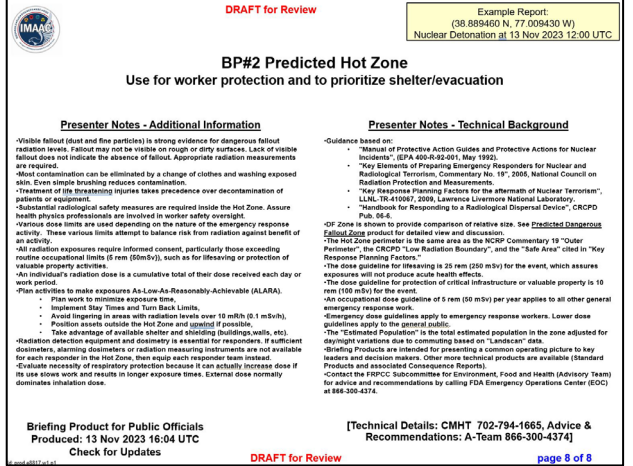 DRAFT for Review
IMAAC
Example Report:
(38.889460 N, 77.009430 W)
Nuclear Detonation at 13 Nov 2023 12:00 UTC
BP#2 Predicted Hot Zone
Use for worker protection and to prioritize shelter/evacuation
Presenter Notes - Additional Information
•Visible fallout (dust and fine particles) is strong evidence for dangerous fallout
radiation levels. Fallout may not be visible on rough or dirty surfaces. Lack of visible
fallout does not indicate the absence of fallout. Appropriate radiation measurements
are required.
•Most contamination can be eliminated by a change of clothes and washing exposed
skin. Even simple brushing reduces contamination.
•Treatment of life threatening injuries takes precedence over decontamination of
patients or equipment.
•Substantial radiological safety measures are required inside the Hot Zone. Assure
health physics professionals are involved in worker safety oversight.
•Various dose limits are used depending on the nature of the emergency response
activity. These various limits attempt to balance risk from radiation against benefit of
an activity.
•All radiation exposures require informed consent, particularly those exceeding
routine occupational limits (5 rem (50mSv)), such as for lifesaving or protection of
valuable property activities.
•An individual's radiation dose is a cumulative total of their dose received each day or
work period.
•Plan activities to make exposures As-Low-As-Reasonably-Achievable (ALARA).
• Plan work to minimize exposure time,
• Implement Stay Times and Turn Back Limits,
• Avoid lingering in areas with radiation levels over 10 mR/h (0.1 mSv/h),
• Position assets outside the Hot Zone and upwind if possible,
• Take advantage of available shelter and shielding (buildings,walls, etc).
•Radiation detection equipment and dosimetry is essential for responders. If sufficient
dosimeters, alarming dosimeters or radiation measuring instruments are not available
for each responder in the Hot Zone, then equip each responder team instead.
•Evaluate necessity of respiratory protection because it can actually increase dose if
its use slows work and results in longer exposure times. External dose normally
dominates inhalation dose.
Presenter Notes - Technical Background
•Guidance based on:
• "Manual of Protective Action Guides and Protective Actions for Nuclear
Incidents", (EPA 400-R-92-001, May 1992).
• "Key Elements of Preparing Emergency Responders for Nuclear and
Radiological Terrorism, Commentary No. 19", 2005, National Council on
Radiation Protection and Measurements.
• "Key Response Planning Factors for the aftermath of Nuclear Terrorism",
LLNL-TR-410067, 2009, Lawrence Livermore National Laboratory.
• "Handbook for Responding to a Radiological Dispersal Device", CRCPD
Pub. 06-6.
•DF Zone is shown to provide comparison of relative size. See Predicted Dangerous
Fallout Zone product for detailed view and discussion.
•The Hot Zone perimeter is the same area as the NCRP Commentary 19 "Outer
Perimeter", the CRCPD "Low Radiation Boundary", and the "Safe Area" cited in "Key
Response Planning Factors."
•The dose guideline for lifesaving is 25 rem (250 mSv) for the event, which assures
exposures will not produce acute health effects.
•The dose guideline for protection of critical infrastructure or valuable property is 10
rem (100 mSv) for the event.
•An occupational dose guideline of 5 rem (50 mSv) per year applies to all other general
emergency response work.
•Emergency dose guidelines apply to emergency response workers. Lower dose
guidelines apply to the general public.
•The "Estimated Population" is the total estimated population in the zone adjusted for
day/night variations due to commuting based on "Landscan" data.
•Briefing Products are intended for presenting a common operating picture to key
leaders and decision makers. Other more technical products are available (Standard
Products and associated Consequence Reports).
•Contact the FRPCC Subcommittee for Environment, Food and Health (Advisory Team)
for advice and recommendations by calling FDA Emergency Operations Center (EOC)
at 866-300-4374.
Briefing Product for Public Officials
Produced: 13 Nov 2023 16:04 UTC
Check for Updates
[Technical Details: CMHT 702-794-1665, Advice &
Recommendations: A-Team 866-300-4374]
DRAFT for Review
page 8 of 8